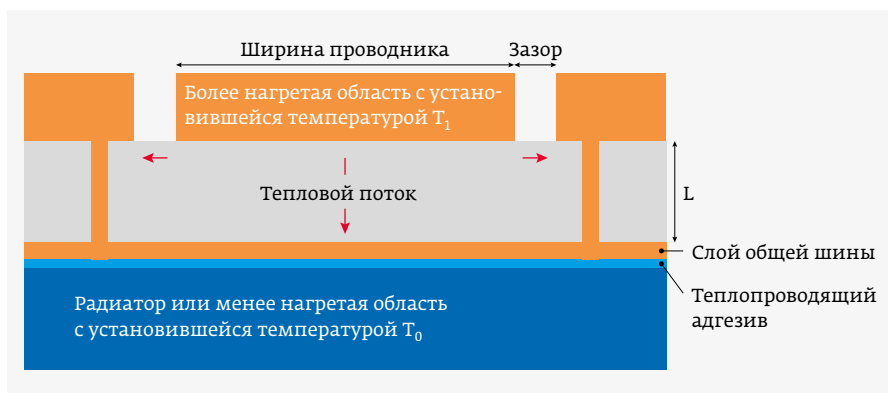 Ширина проводника
Зазор
Более нагретая область с устано-
вившейся температурой T₁
Тепловой поток
L
Слой общей шины
Теплопроводящий
адгезив
Радиатор или менее нагретая область
с установившейся температурой T₀